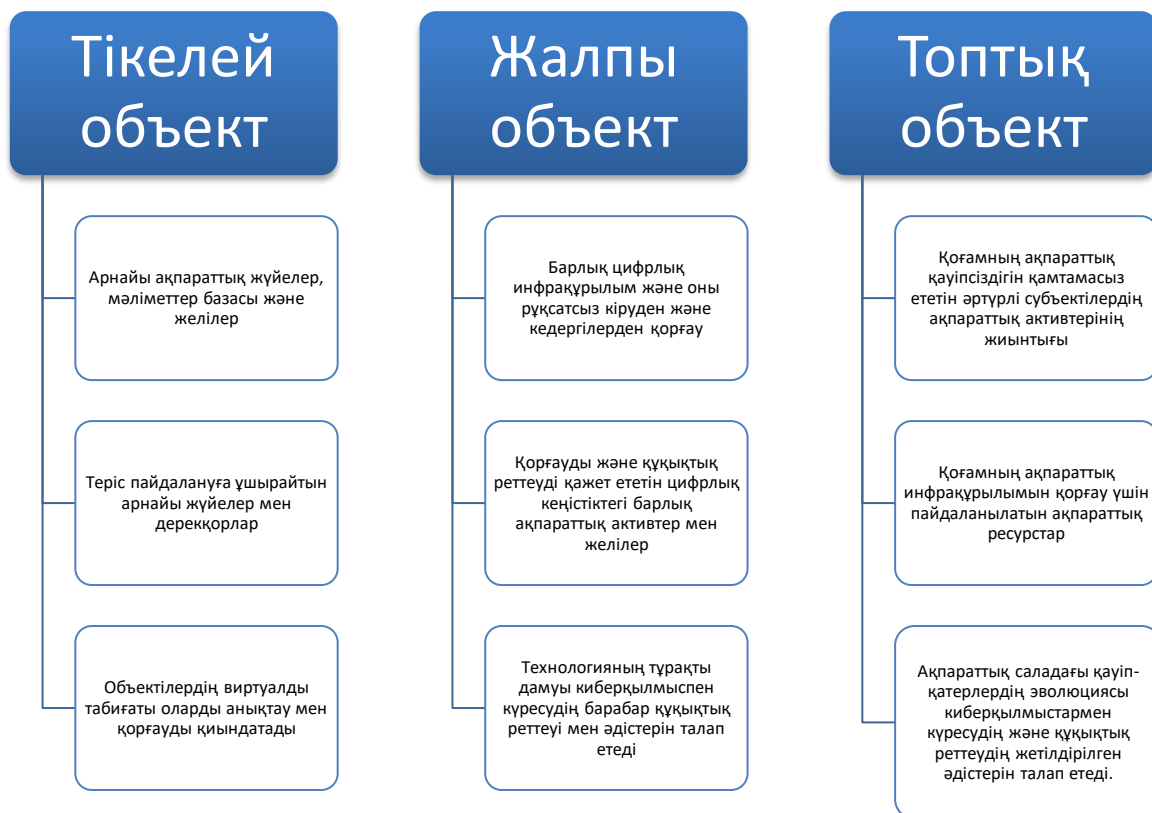 Тікелей
объект
Арнайы ақпараттық жүйелер,
мәліметтер базасы және
желілер
Теріс пайдалануға ұшырайтын
арнайы жүйелер мен
дерекқорлар
Объектілердің виртуалды
табиғаты оларды анықтау мен
қорғауды қиындатады
Жалпы
объект
Барлық цифрлық
инфрақұрылым және оны
рұқсатсыз кіруден және
кедергілерден қорғау
Қорғауды және құқықтық
реттеуді қажет ететін цифрлық
кеңістіктегі барлық
ақпараттық активтер мен
желілер
Технологияның тұрақты
дамуы киберқылмыспен
күресудің барабар құқықтық
реттеуі мен әдістерін талап
етеді
Топтық
объект
Қоғамның ақпараттық
қауіпсіздігін қамтамасыз
ететін әртүрлі субъектілердің
ақпараттық активтерінің
жиынтығы
Қоғамның ақпараттық
инфрақұрылымын қорғау үшін
пайдаланылатын ақпараттық
ресурстар
Ақпараттық саладағы қауіп-
қатерлердің эволюциясы
киберқылмыстармен
күресудің және құқықтық
реттеудің жетілдірілген
әдістерін талап етеді.